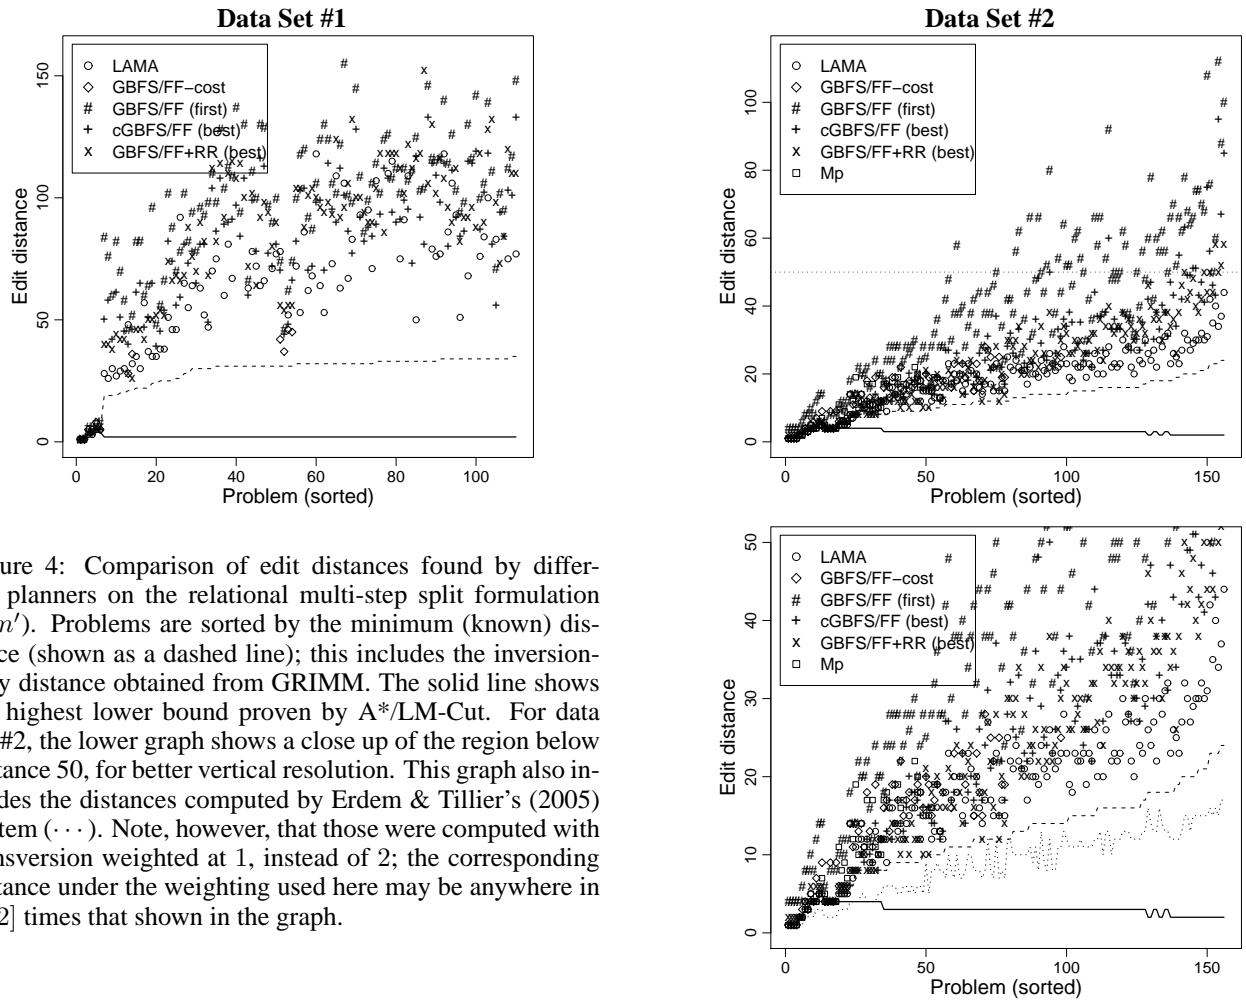 Data Set #1
150
100
50
0
Edit distance
LAMA
GBFS/FF−cost
GBFS/FF (first)
cGBFS/FF (best)
GBFS/FF+RR (best)
0 20 40 60 80 100
Problem (sorted)
Data Set #2
100
80
60
40
20
0
Edit distance
LAMA
GBFS/FF−cost
GBFS/FF (first)
cGBFS/FF (best)
GBFS/FF+RR (best)
Mp
0 50 100 150
Problem (sorted)
50
40
30
20
10
0
Edit distance
LAMA
GBFS/FF−cost
GBFS/FF (first)
cGBFS/FF (best)
GBFS/FF+RR (best)
Mp
0 50 100 150
Problem (sorted)
ure 4: Comparison of edit distances found by differ-
planners on the relational multi-step split formulation
m′). Problems are sorted by the minimum (known) dis-
ce (shown as a dashed line); this includes the inversion-
y distance obtained from GRIMM. The solid line shows
highest lower bound proven by A*/LM-Cut. For data
#2, the lower graph shows a close up of the region below
tance 50, for better vertical resolution. This graph also in-
des the distances computed by Erdem & Tillier's (2005)
tem (· · · ). Note, however, that those were computed with
nsversion weighted at 1, instead of 2; the corresponding
tance under the weighting used here may be anywhere in
2] times that shown in the graph.